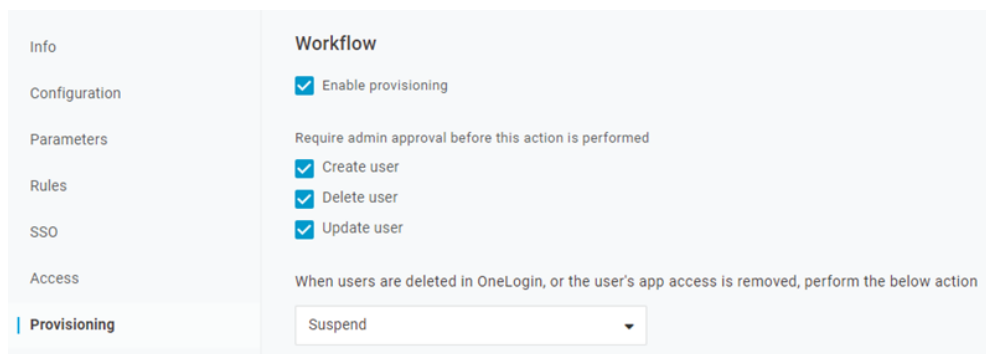 Info
Configuration
Parameters
Rules
SSO
Access
Provisioning
Workflow
Enable provisioning
Require admin approval before this action is performed
Create user
Delete user
Update user
When users are deleted in OneLogin, or the user's app access is removed, perform the below action
Suspend